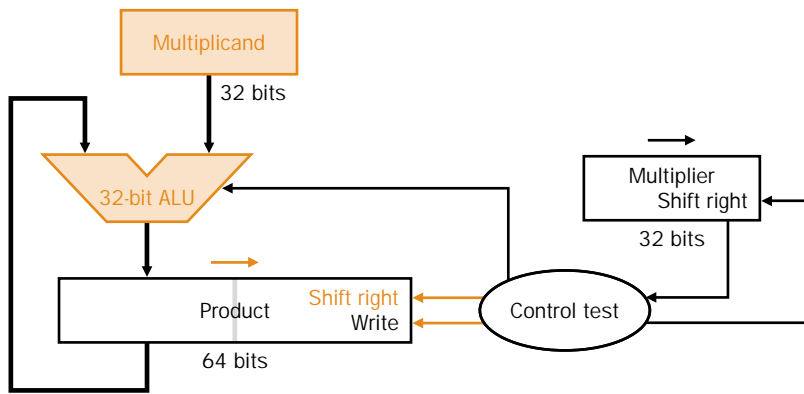 Multiplicand
32 bits
32-bit ALU
Multiplier
Shift right
32 bits
Product
Shift right
Write
Control test
64 bits